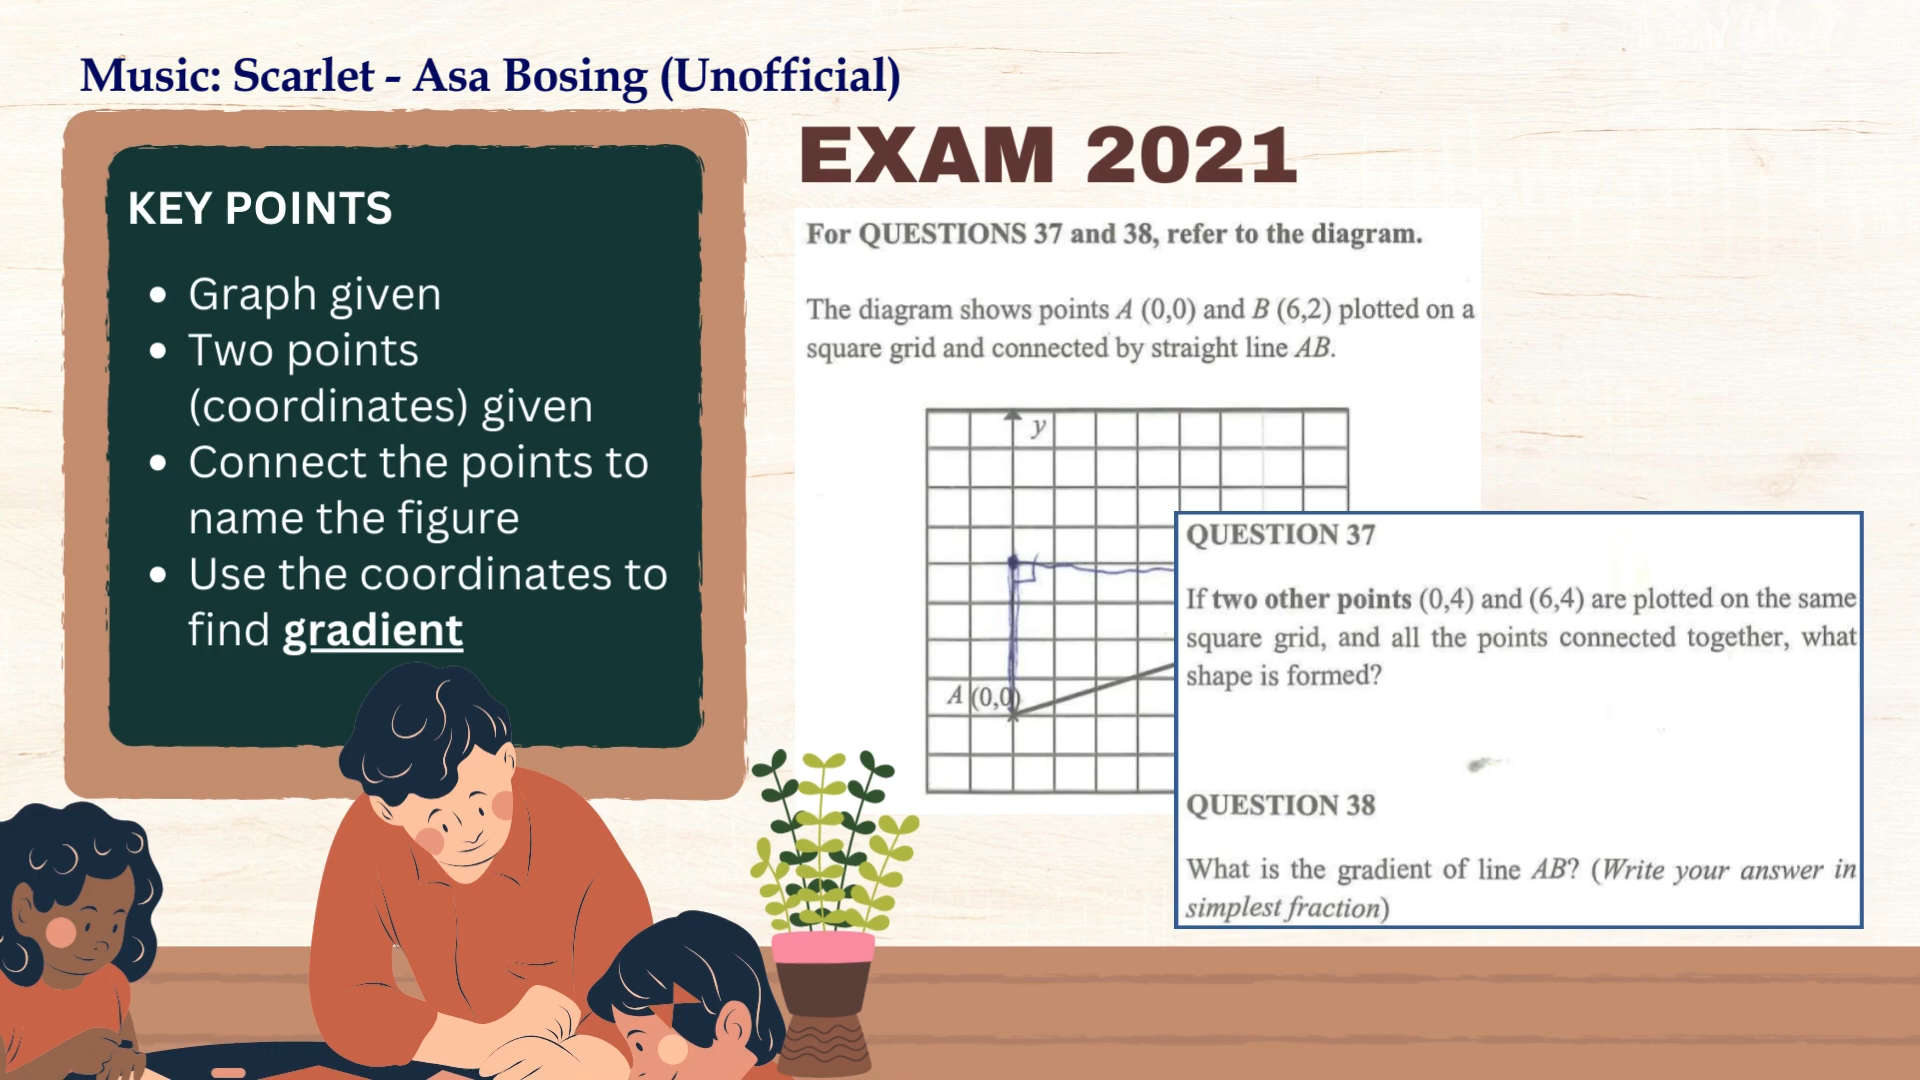 Music: Scarlet - Asa Bosing (Unofficial)
KEY POINTS
• Graph given
• Two points
(coordinates) given
• Connect the points to
name the figure
• Use the coordinates to
find gradient
EXAM 2021
For QUESTIONS 37 and 38, refer to the diagram.
The diagram shows points A (0,0) and B (6,2) plotted on a
square grid and connected by straight line AB.
y
A (0,0)
QUESTION 37
If two other points (0,4) and (6,4) are plotted on the same
square grid, and all the points connected together, what
shape is formed?
QUESTION 38
What is the gradient of line AB? (Write your answer in
simplest fraction)